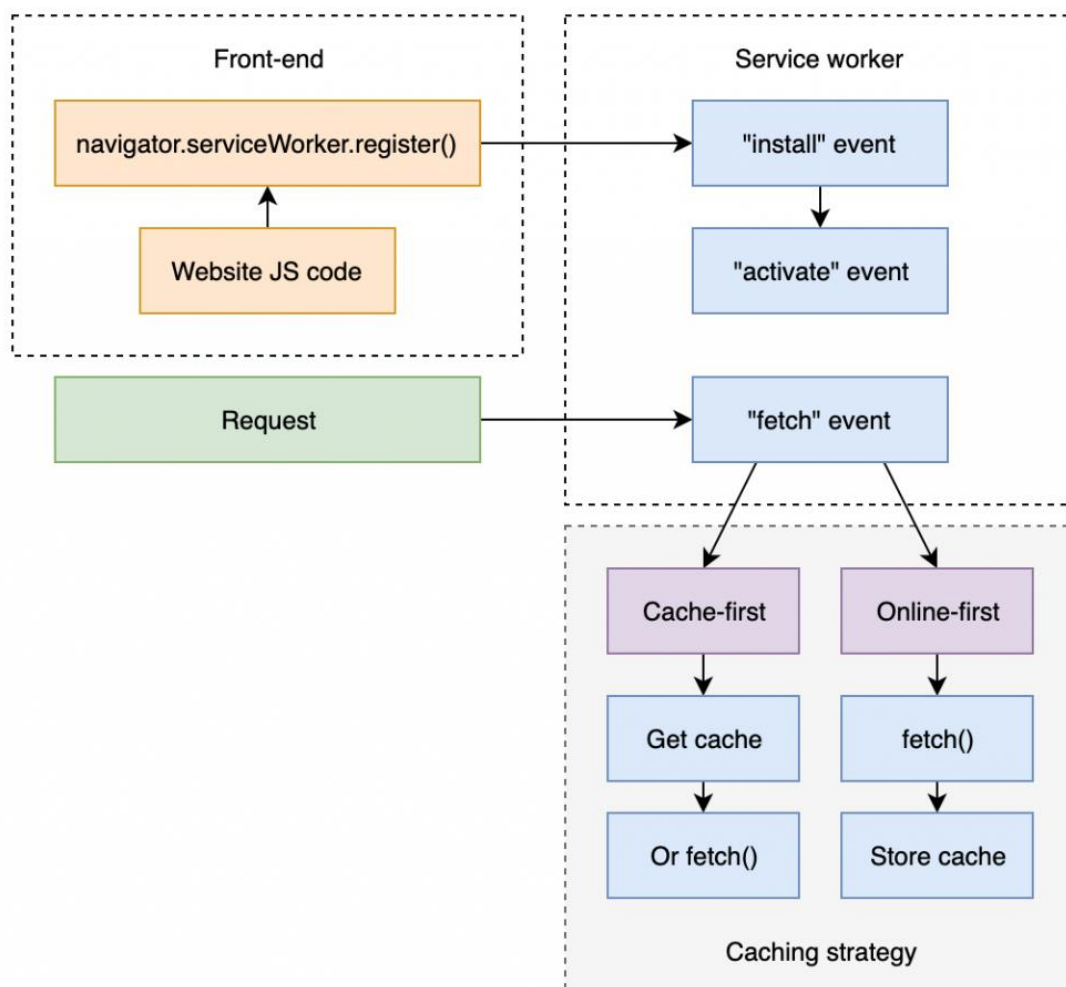 Front-end
navigator.serviceWorker.register()
Website JS code
Request
Service worker
"install" event
"activate" event
"fetch" event
Cache-first
Get cache
Or fetch()
Online-first
fetch()
Store cache
Caching strategy